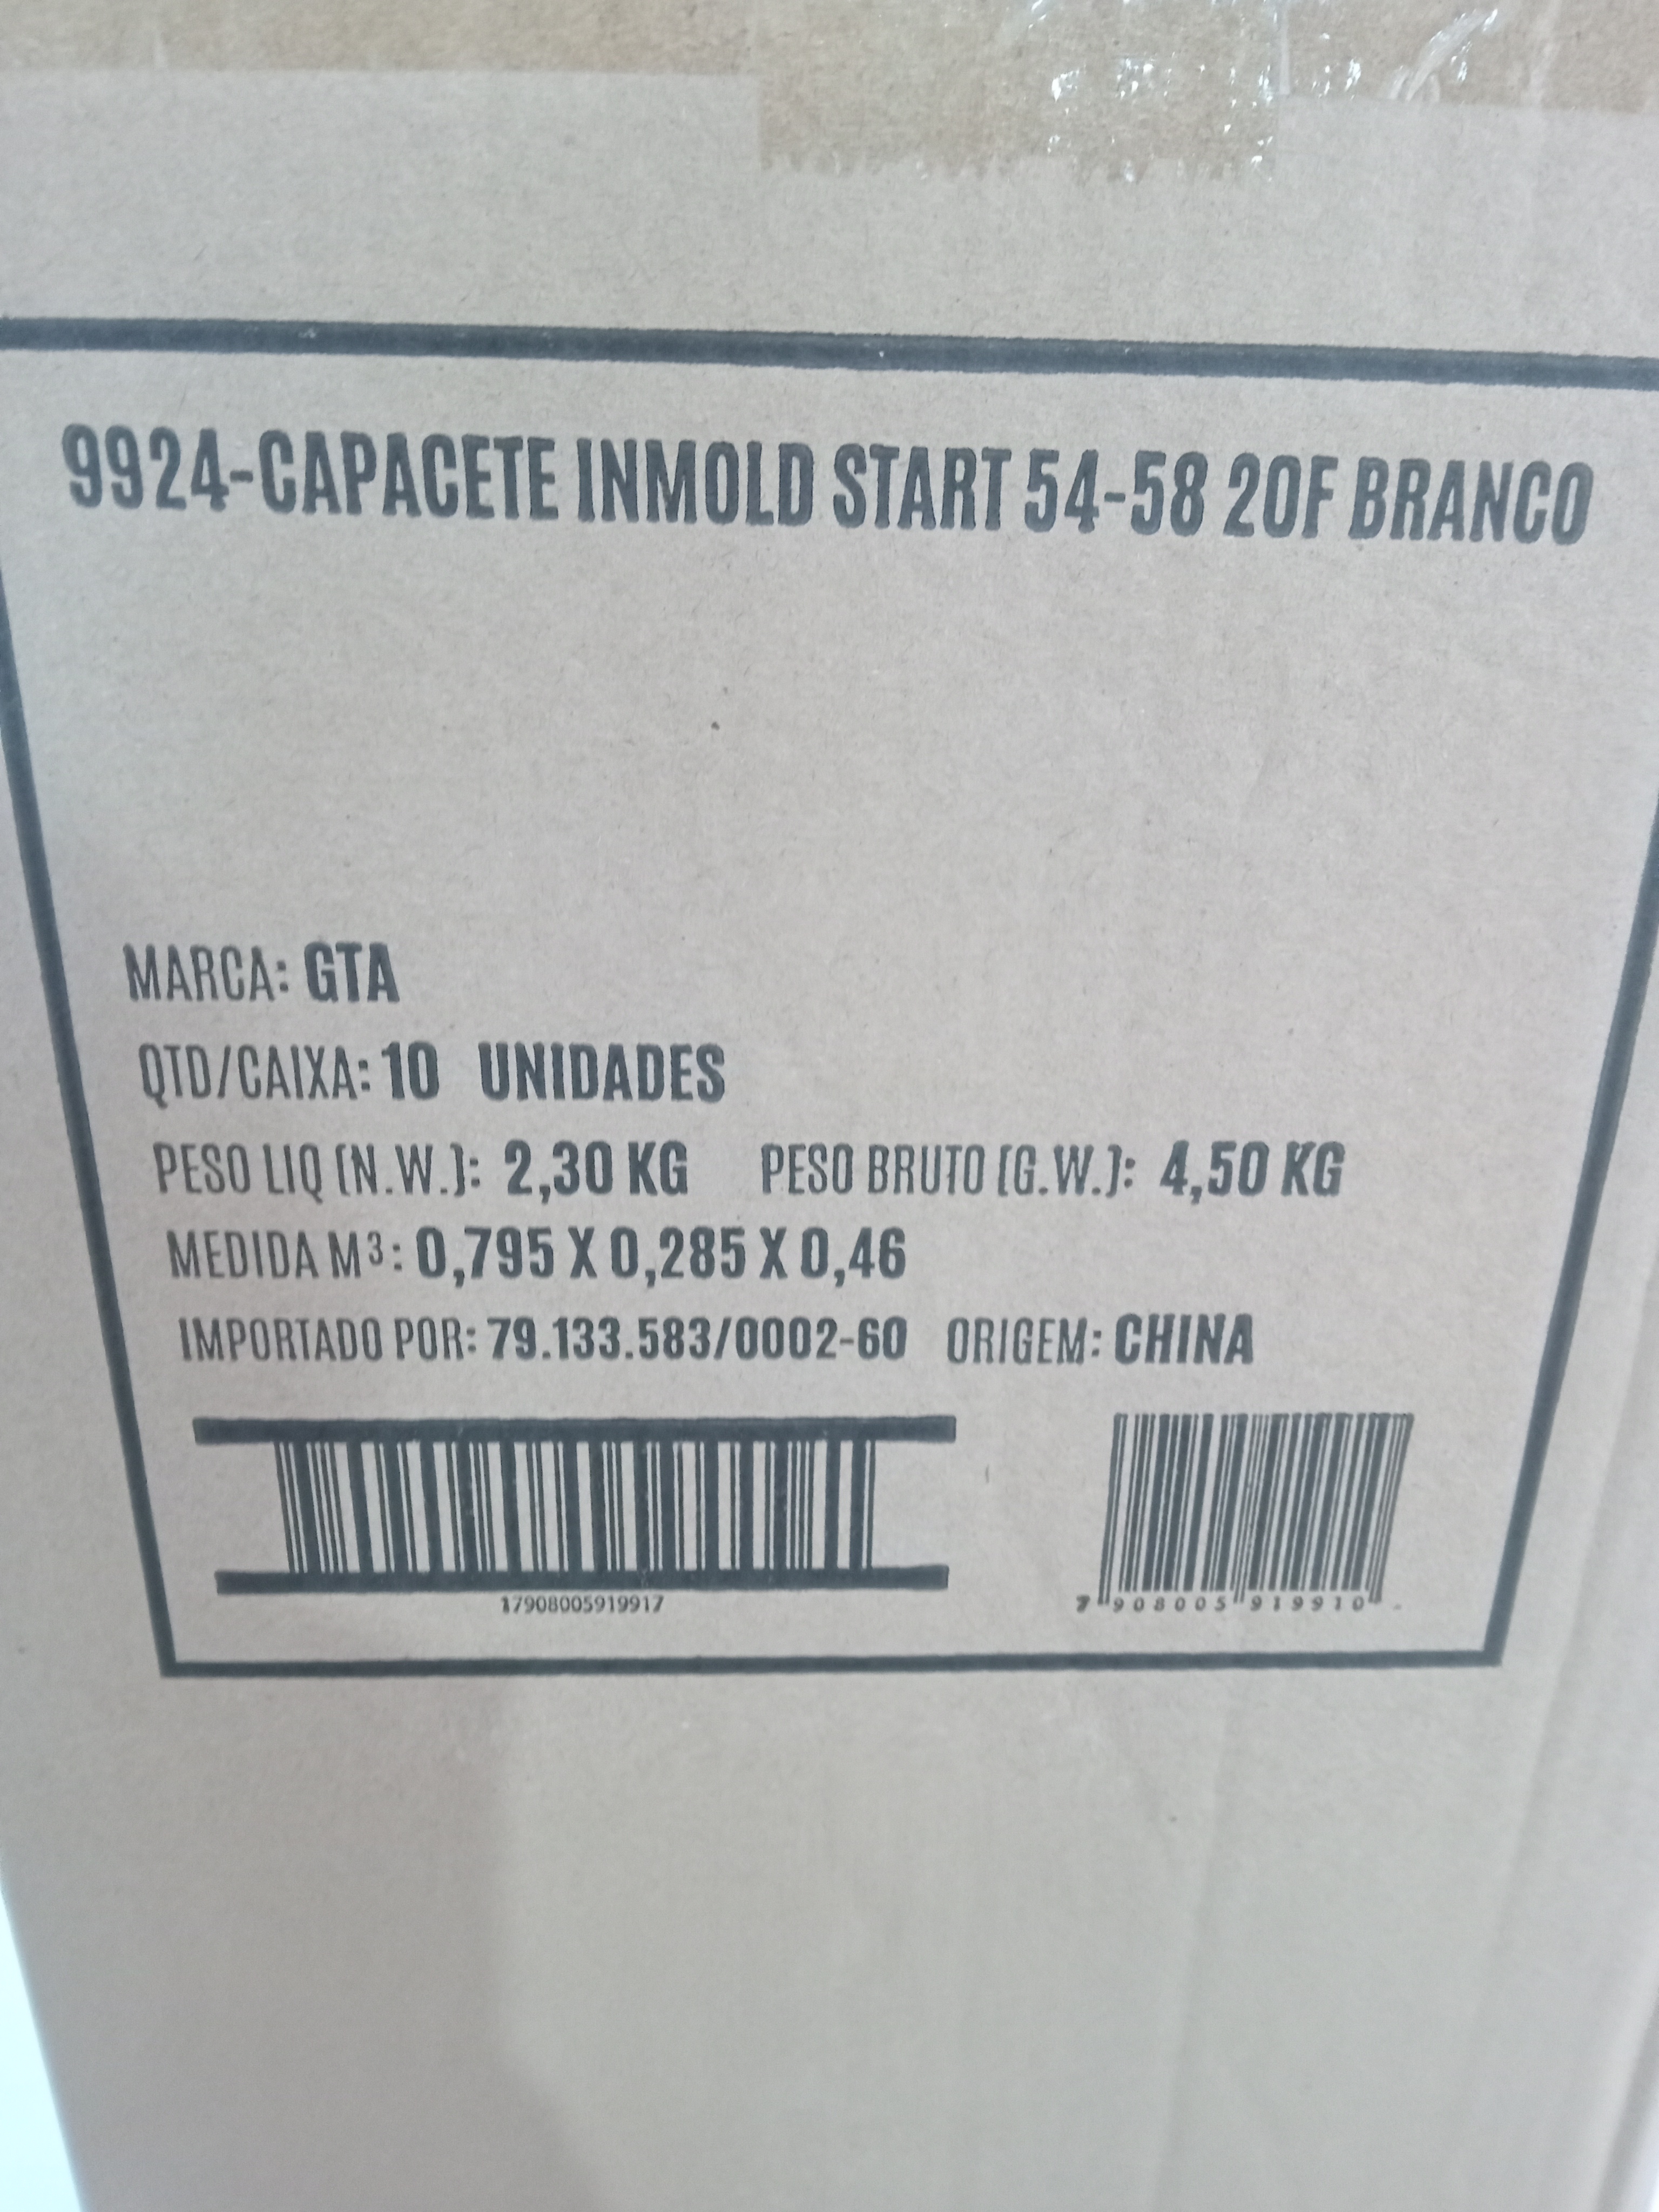 9924-CAPACETE INMOLD START 54-58 20F BRANCO
MARCA: GTA
QTD/CAIXA: 10 UNIDADES
PESO LIQ (N.W.): 2,30 KG PESO BRUTO (G.W.): 4,50 KG
MEDIDA M³: 0,795 X 0,285 X 0,46
IMPORTADO POR: 79.133.583/0002-60 ORIGEM: CHINA
17908005919917 7 908005 919910